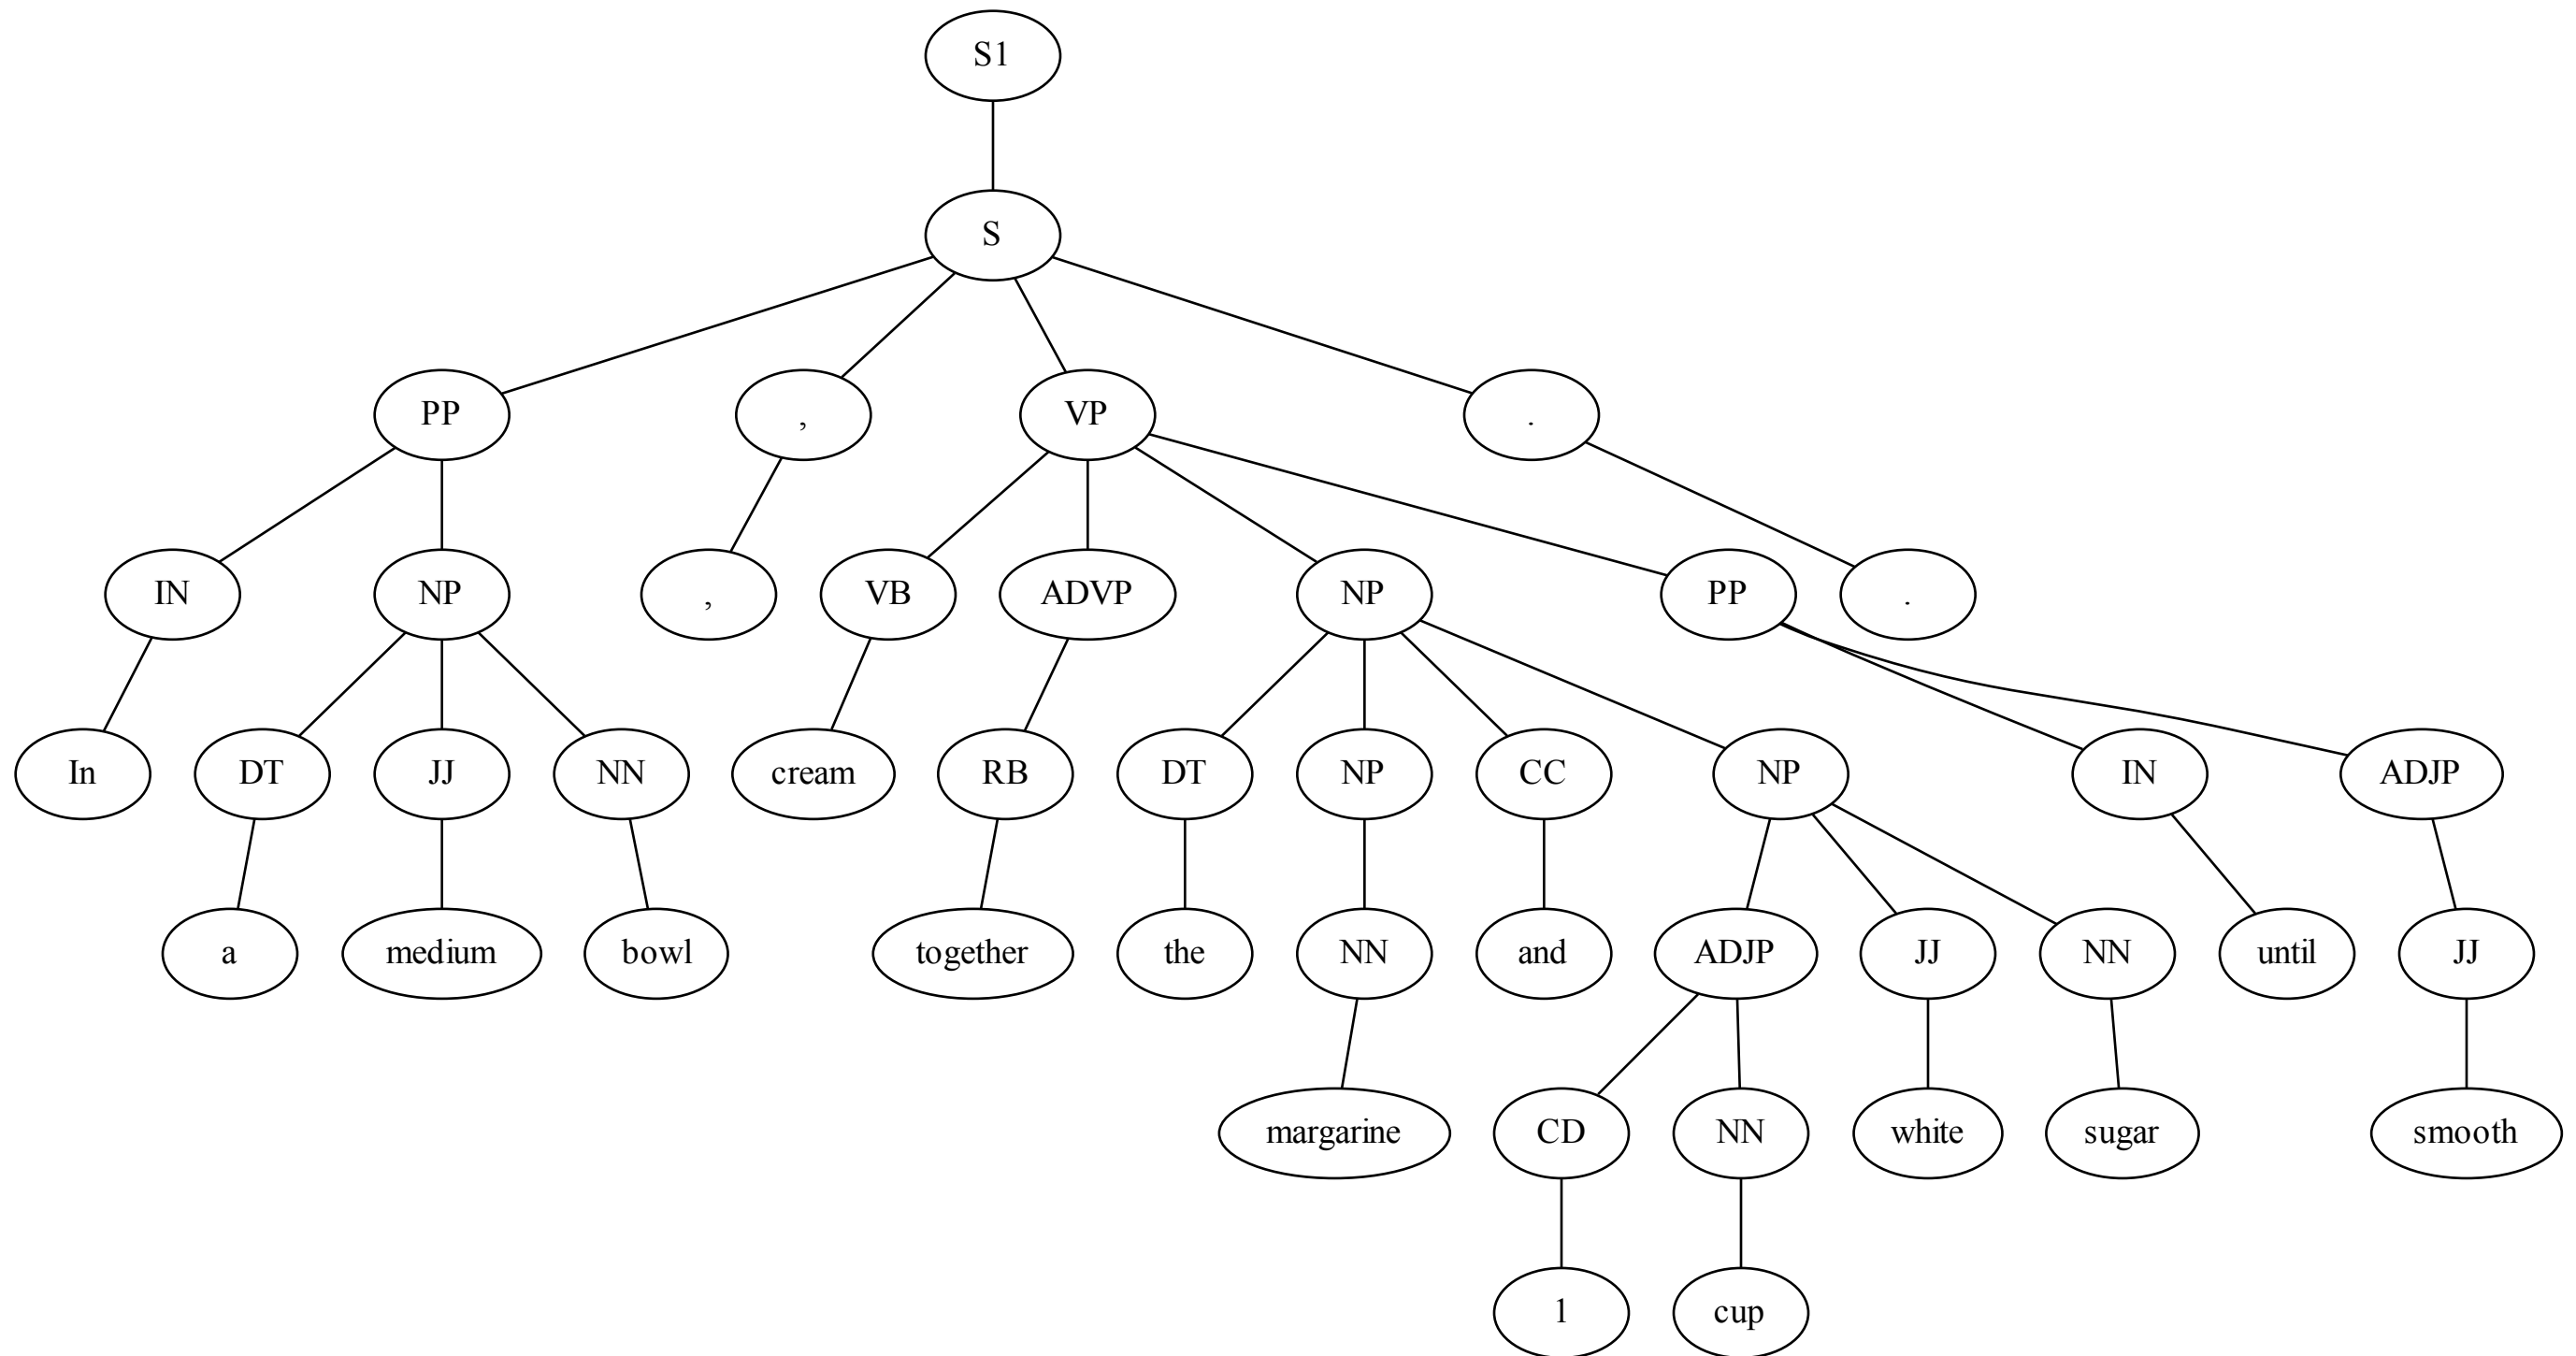 S1
S
PP , VP .
IN NP , VB ADVP NP PP .
In DT JJ NN cream RB DT NP CC NP IN ADJP
a medium bowl together the NN and ADJP JJ NN until JJ
margarine CD NN white sugar smooth
1 cup